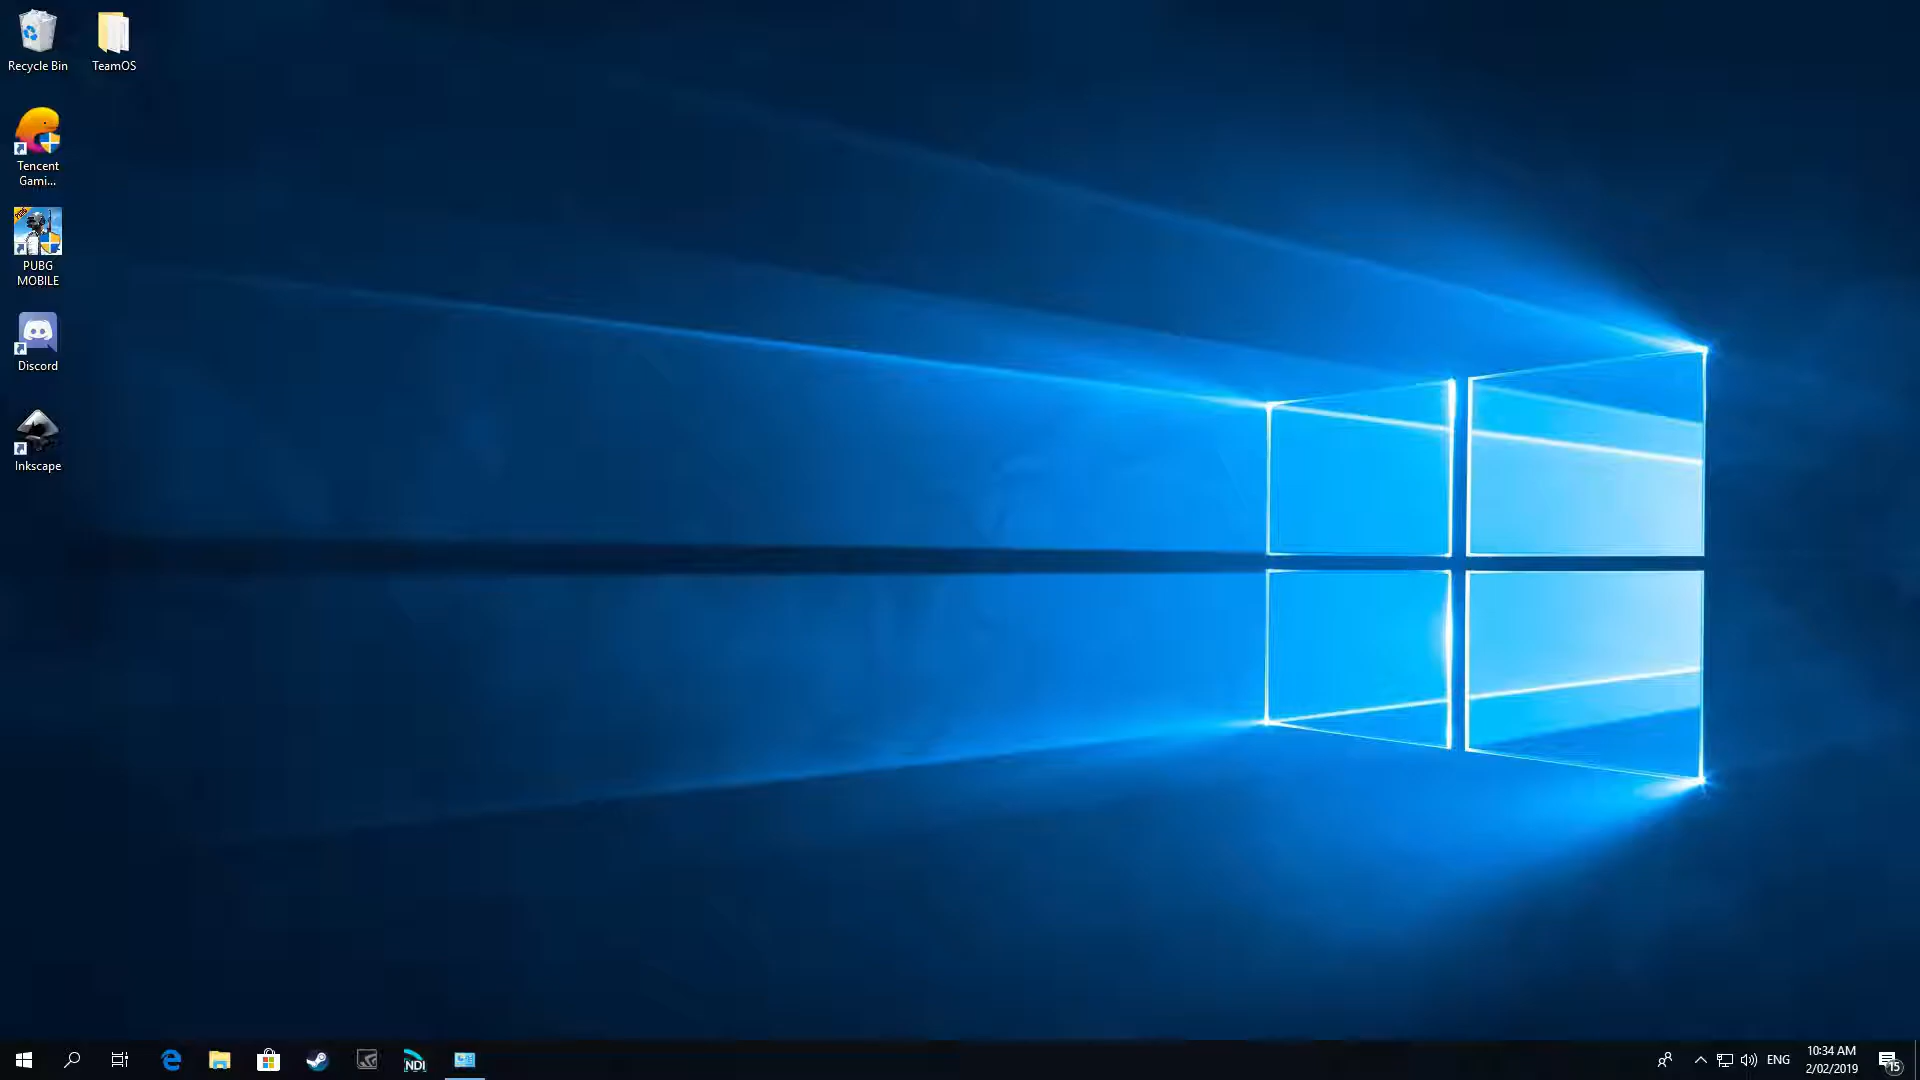 Recycle Bin
TeamOS
Tencent
Gami...
PUBG
MOBILE
Discord
Inkscape
NDI
ENG
10:34 AM
2/02/2019
15